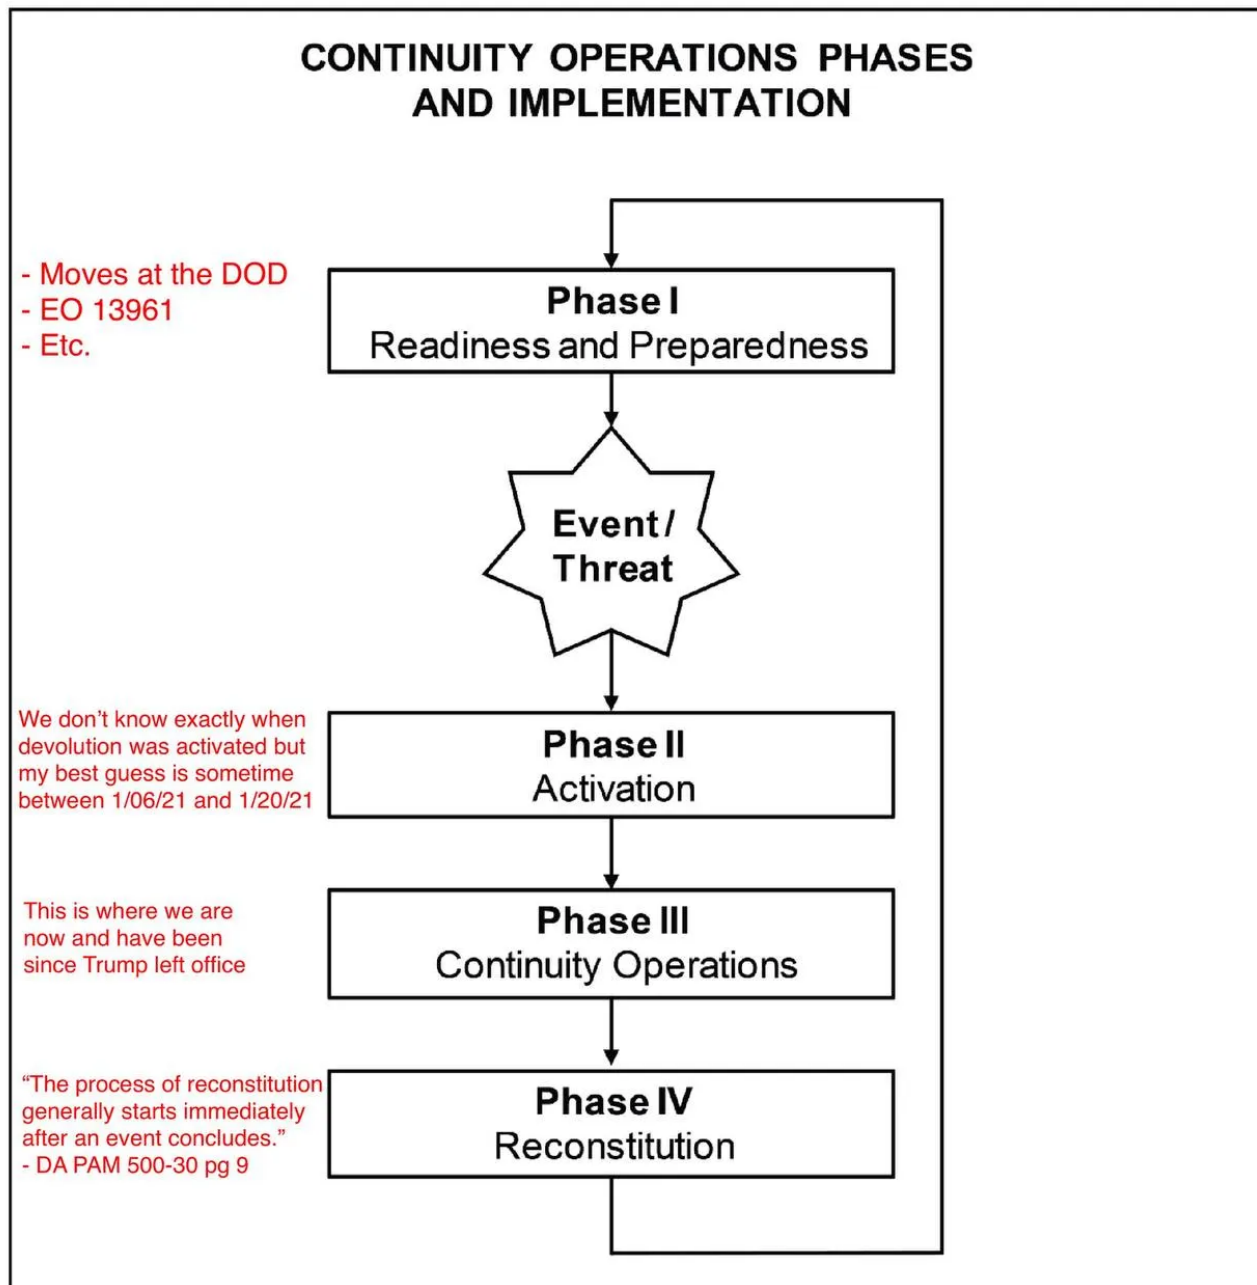 CONTINUITY OPERATIONS PHASES
AND IMPLEMENTATION
- Moves at the DOD
- EO 13961
- Etc.
Phase I
Readiness and Preparedness
Event /
Threat
We don’t know exactly when
devolution was activated but
my best guess is sometime
between 1/06/21 and 1/20/21
Phase II
Activation
This is where we are
now and have been
since Trump left office
Phase III
Continuity Operations
“The process of reconstitution
generally starts immediately
after an event concludes.”
- DA PAM 500-30 pg 9
Phase IV
Reconstitution